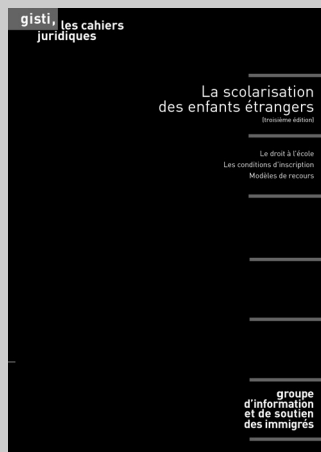 gisti, les cahiers
juridiques
La scolarisation
des enfants étrangers
(troisième édition)
Le droit à l'école
Les conditions d'inscription
Modèles de recours
groupe
d'information
et de soutien
des immigrés